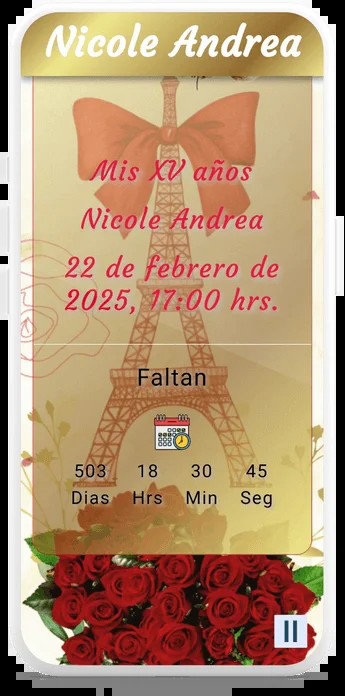 Nicole Andrea
Mis XV años
Nicole Andrea
22 de febrero de
2025, 17:00 hrs.
Faltan
503 18 30 45
Dias Hrs Min Seg